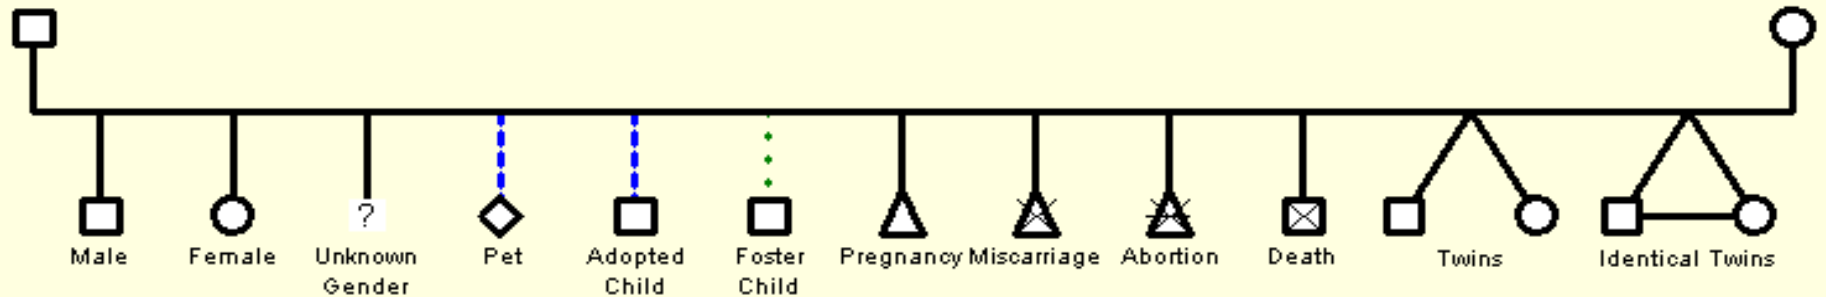 ?
Male
Female
Unknown
Gender
Pet
Adopted
Child
Foster
Child
Pregnancy
Miscarriage
Abortion
Death
Twins
Identical Twins